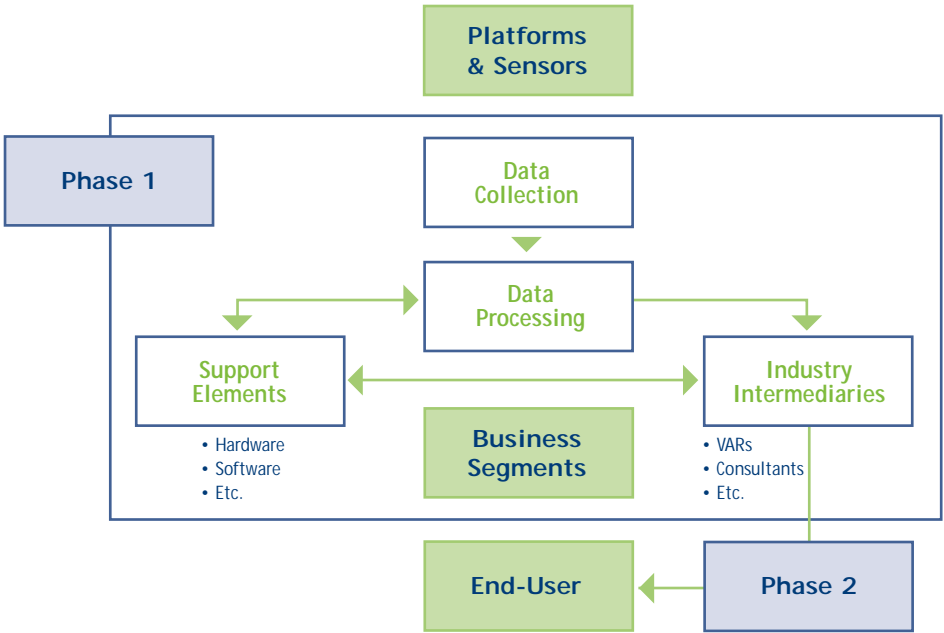 Platforms
& Sensors
Phase 1
Data
Collection
Data
Processing
Support
Elements
Industry
Intermediaries
• Hardware
• Software
• Etc.
Business
Segments
• VARs
• Consultants
• Etc.
End-User
Phase 2